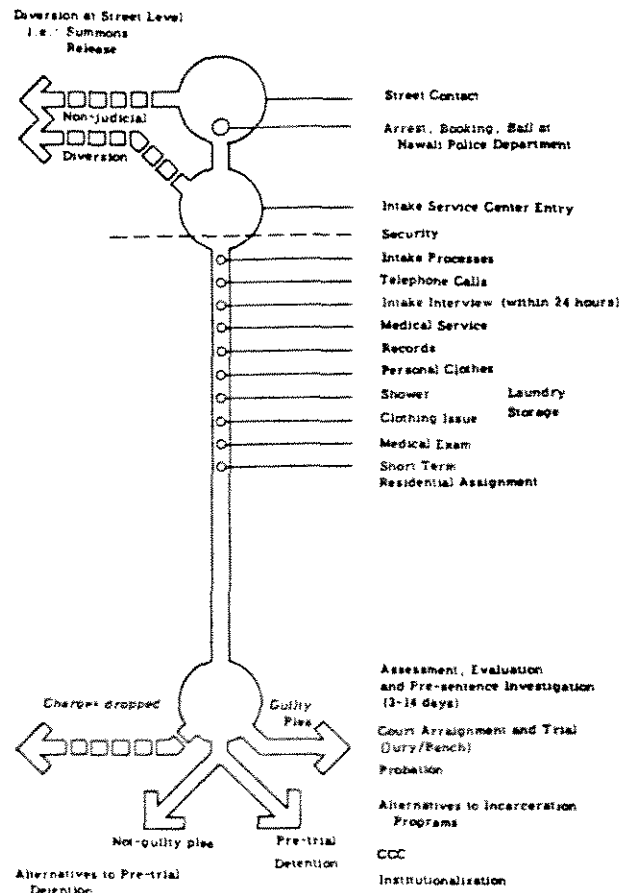 Diversion at Street Level
i.e.: Summons
Release
Non-judicial
Diversion
Street Contact
Arrest, Booking, Bail at
Hawaii Police Department
Intake Service Center Entry
Security
Intake Processes
Telephone Calls
Intake Interview (within 24 hours)
Medical Service
Records
Personal Clothes
Shower
Laundry
Clothing Issue
Storage
Medical Exam
Short Term
Residential Assignment
Assessment, Evaluation
and Pre-sentence Investigation
(3-14 days)
Charges dropped
Guilty
Plea
Court Arraignment and Trial
(Jury/Bench)
Probation
Alternatives to Incarceration
Programs
Not-guilty plea
Pre-trial
Detention
CCC
Alternatives to Pre-trial
Detention
Institutionalization